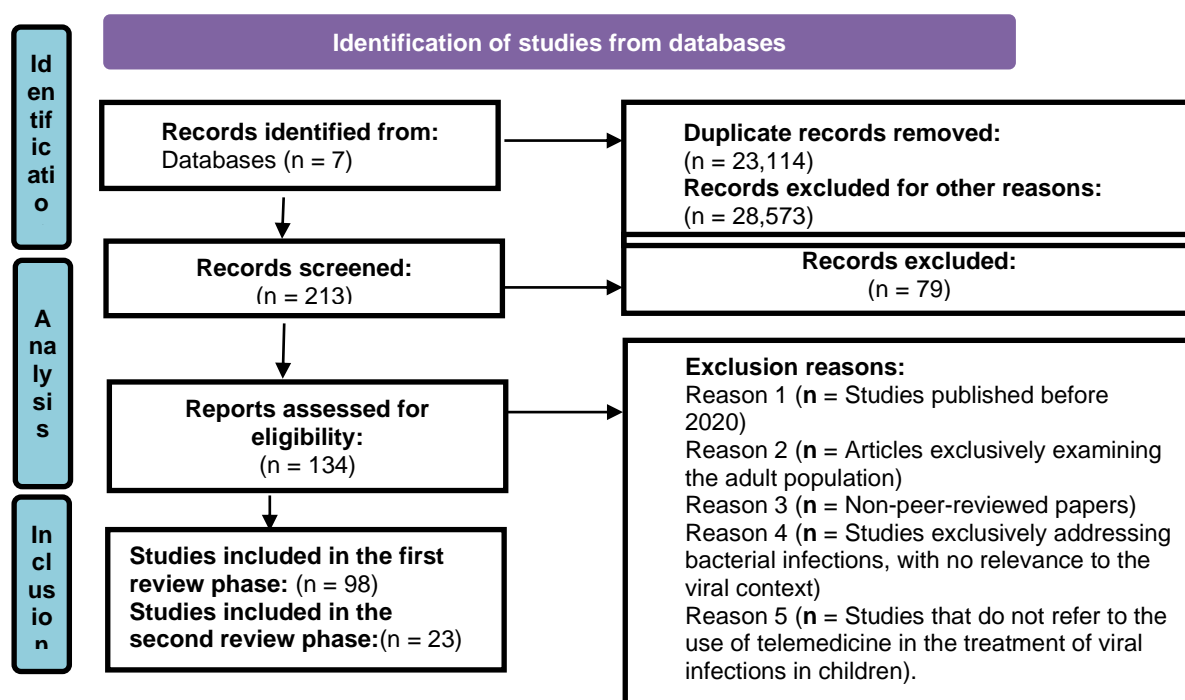 Identification of studies from databases
Id
en
tif
ic
ati
o
Records identified from:
Databases (n = 7)
Duplicate records removed:
(n = 23,114)
Records excluded for other reasons:
(n = 28,573)
Records screened:
(n = 213)
Records excluded:
(n = 79)
A
na
ly
si
s
Reports assessed for
eligibility:
(n = 134)
Exclusion reasons:
Reason 1 (n = Studies published before
2020)
Reason 2 (n = Articles exclusively examining
the adult population)
Reason 3 (n = Non-peer-reviewed papers)
Reason 4 (n = Studies exclusively addressing
bacterial infections, with no relevance to the
viral context)
Reason 5 (n = Studies that do not refer to the
use of telemedicine in the treatment of viral
infections in children).
In
cl
us
io
n
Studies included in the first
review phase: (n = 98)
Studies included in the
second review phase:(n = 23)